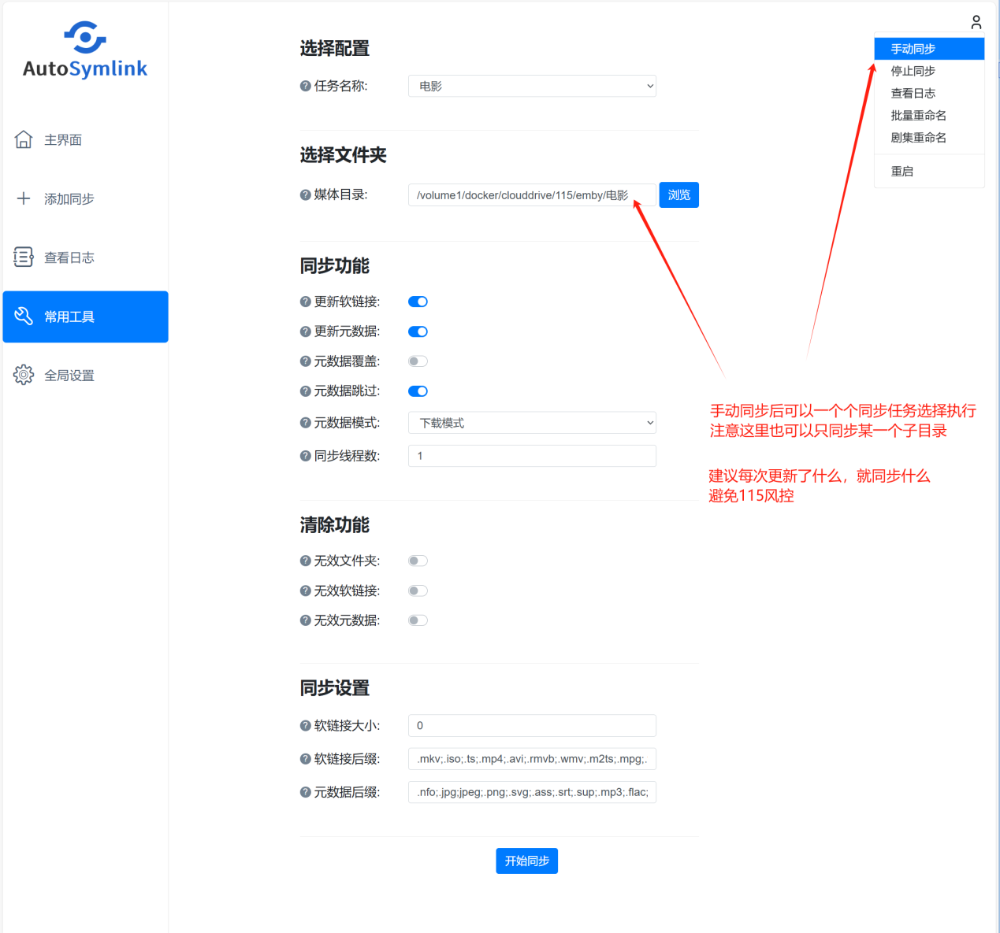 AutoSymlink
主界面
添加同步
查看日志
常用工具
全局设置
手动同步
停止同步
查看日志
批量重命名
剧集重命名
重启
选择配置
任务名称:
电影
选择文件夹
媒体目录:
/volume1/docker/clouddrive/115/emby/电影
浏览
同步功能
更新软链接:
更新元数据:
元数据覆盖:
元数据跳过:
元数据模式:
下载模式
同步线程数:
1
手动同步后可以一个个同步任务选择执行
注意这里也可以只同步某一个子目录
建议每次更新了什么，就同步什么
避免115风控
清除功能
无效文件夹:
无效软链接:
无效元数据:
同步设置
软链接大小:
0
软链接后缀:
.mkv;.iso;.ts;.mp4;.avi;.rmvb;.wmv;.m2ts;.mpg;.
元数据后缀:
.nfo;.jpg;jpeg;.png;.svg;.ass;.srt;.sup;.mp3;.flac;
开始同步